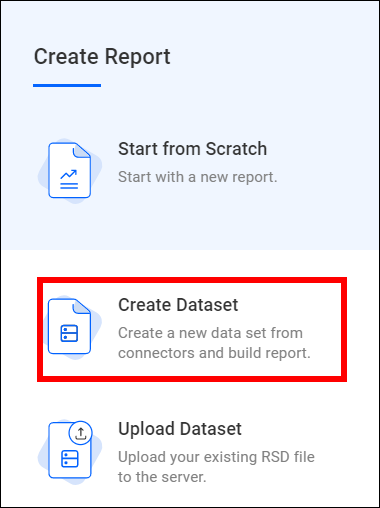 Create Report
Start from Scratch
Start with a new report.
Create Dataset
Create a new data set from
connectors and build report.
Upload Dataset
Upload your existing RSD file
to the server.